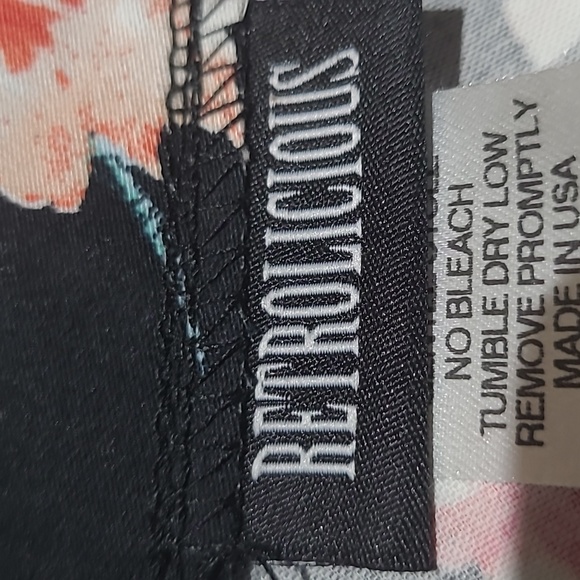 RETROLICIOUS
NO BLEACH
TUMBLE DRY LOW
REMOVE PROMPTLY
MADE IN USA